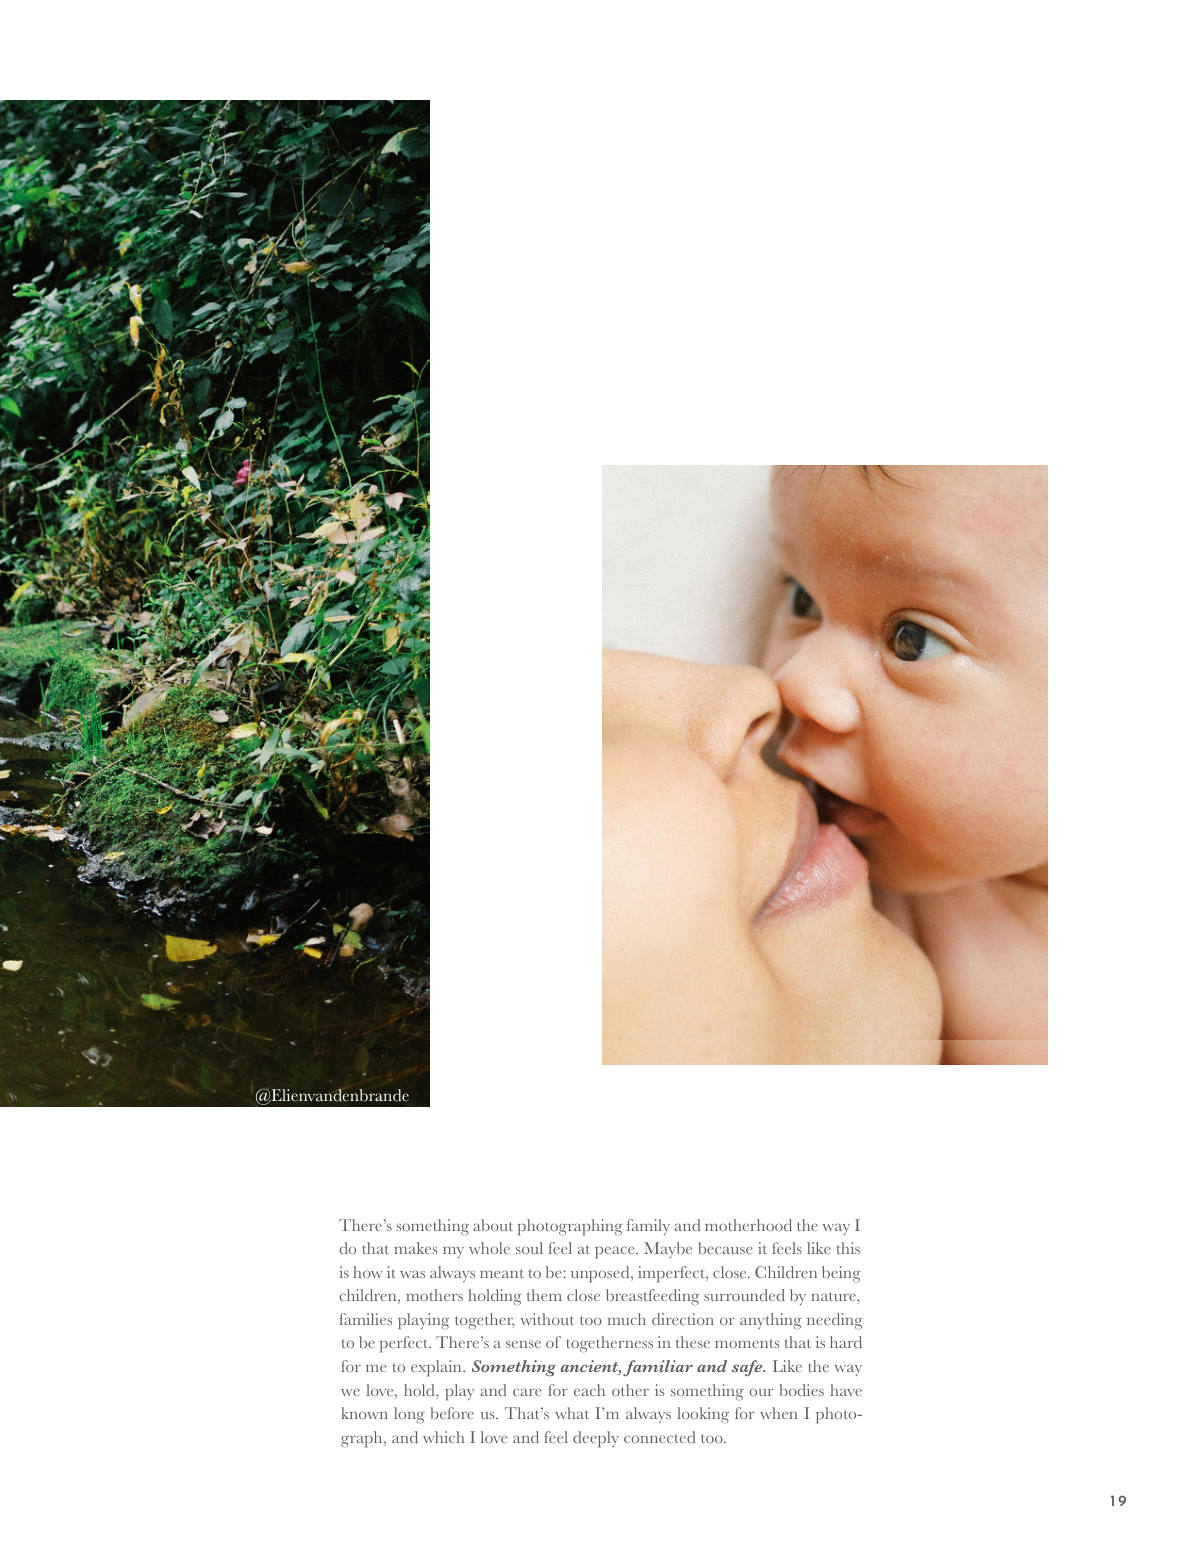 @Elienvandenbrande
There’s something about photographing family and motherhood the way I
do that makes my whole soul feel at peace. Maybe because it feels like this
is how it was always meant to be: unposed, imperfect, close. Children being
children, mothers holding them close breastfeeding surrounded by nature,
families playing together, without too much direction or anything needing
to be perfect. There’s a sense of togetherness in these moments that is hard
for me to explain. Something ancient, familiar and safe. Like the way
we love, hold, play and care for each other is something our bodies have
known long before us. That’s what I’m always looking for when I photo-
graph, and which I love and feel deeply connected too.
19